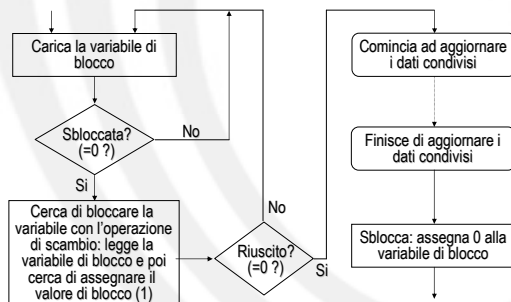 Carica la variabile di
blocco
Sbloccata?
(=0 ?)
No
Si
Cerca di bloccare la
variabile con l'operazione
di scambio: legge la
variabile di blocco e poi
cerca di assegnare il
valore di blocco (1)
No
Riuscito?
(=0 ?)
Si
Comincia ad aggiornare
i dati condivisi
Finisce di aggiornare i
dati condivisi
Sblocca: assegna 0 alla
variabile di blocco